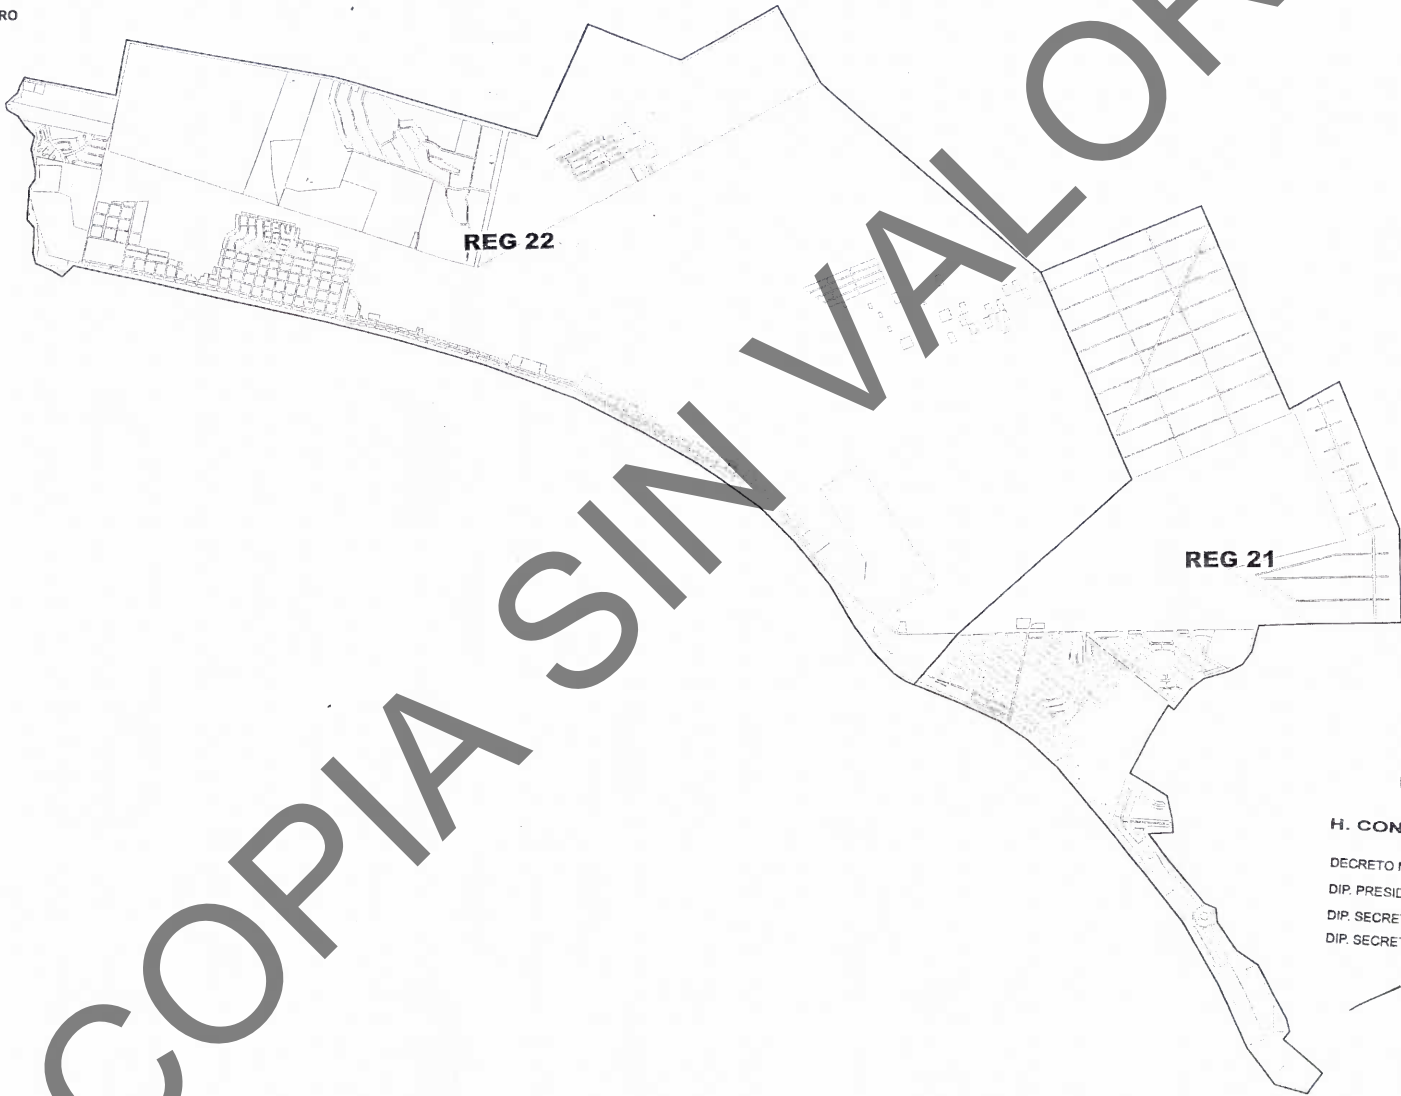 RO
COPIA SIN VALOR
REG 22
REG 21
H. CON
DECRETO
DIP. PRESID
DIP. SECRE
DIP. SECRE